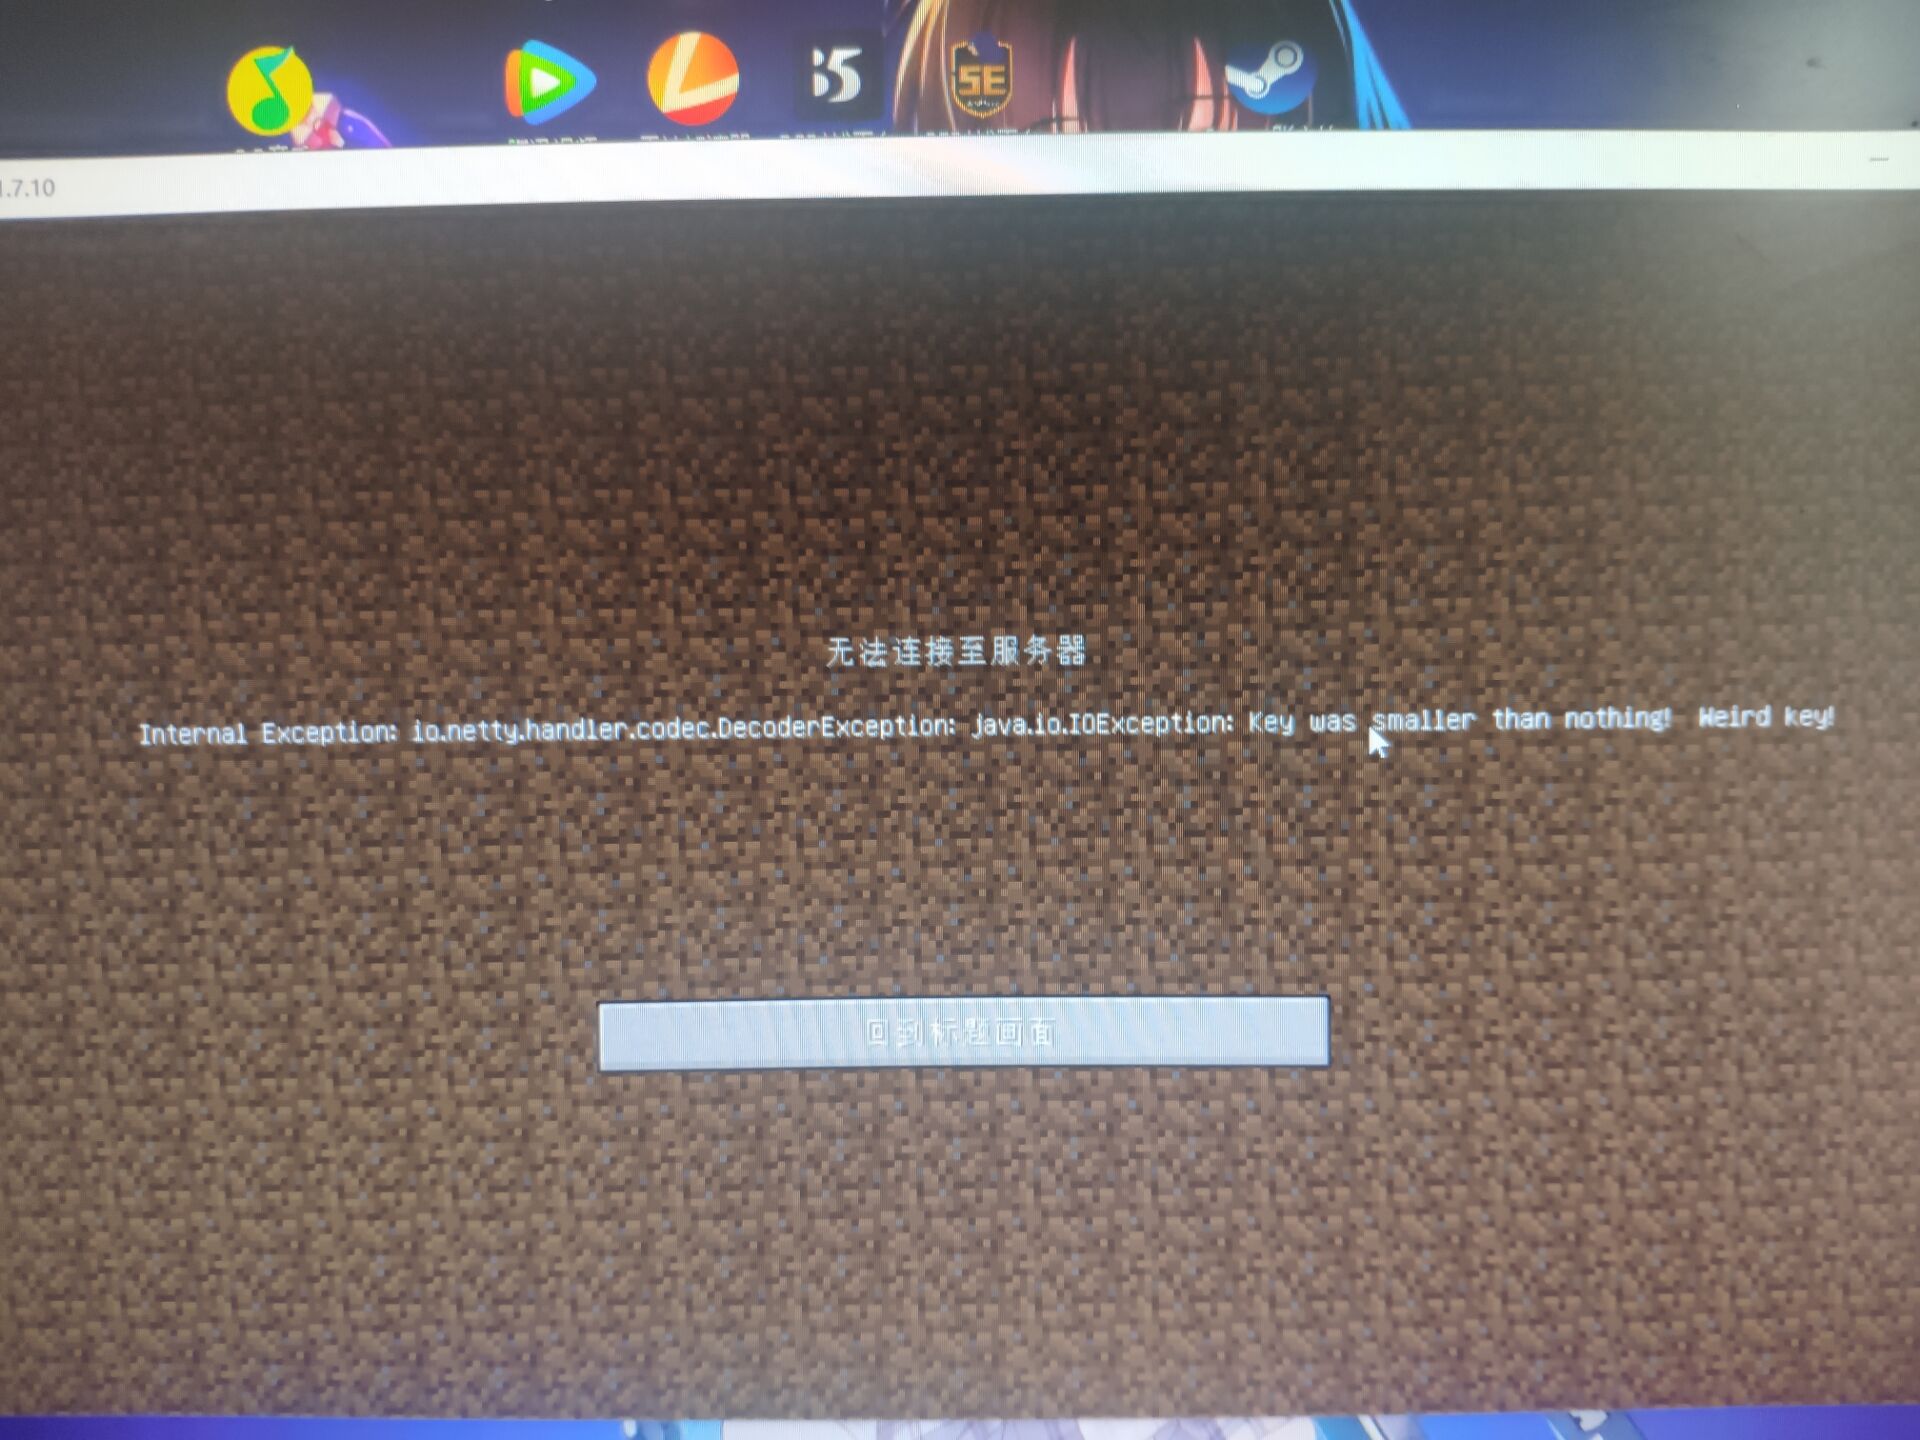 5E
1.7.10
无法连接至服务器
Internal Exception: io.netty.handler.codec.DecoderException: java.io.IOException: Key was smaller than nothing!  Weird key!
回到标题画面